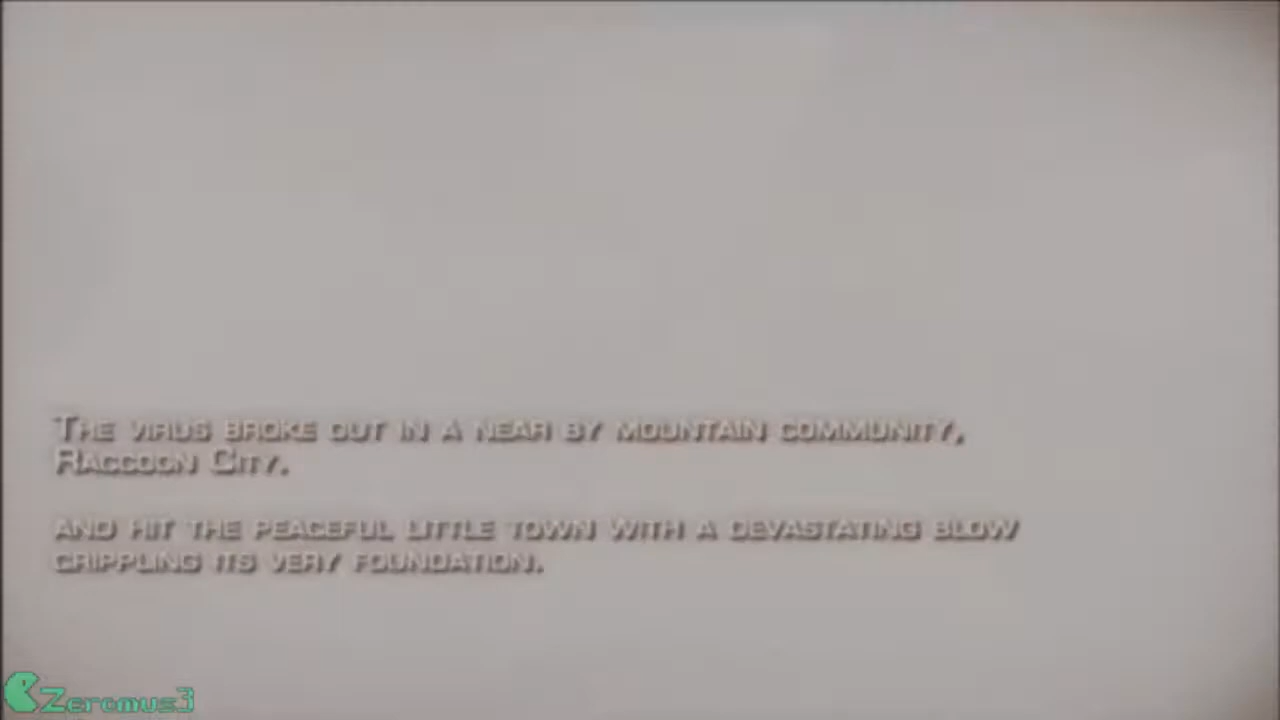 The virus broke out in a near by mountain community,
Raccoon City.
and hit the peaceful little town with a devastating blow
crippling its very foundation.
Zeromus3